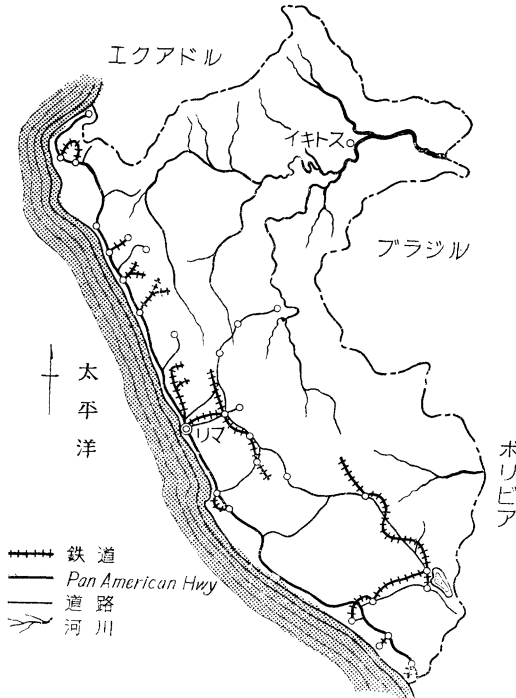 エクアドル
イキトス
ブラジル
太平洋
リマ
ボリビア
鉄道
Pan American Hwy
道路
河川